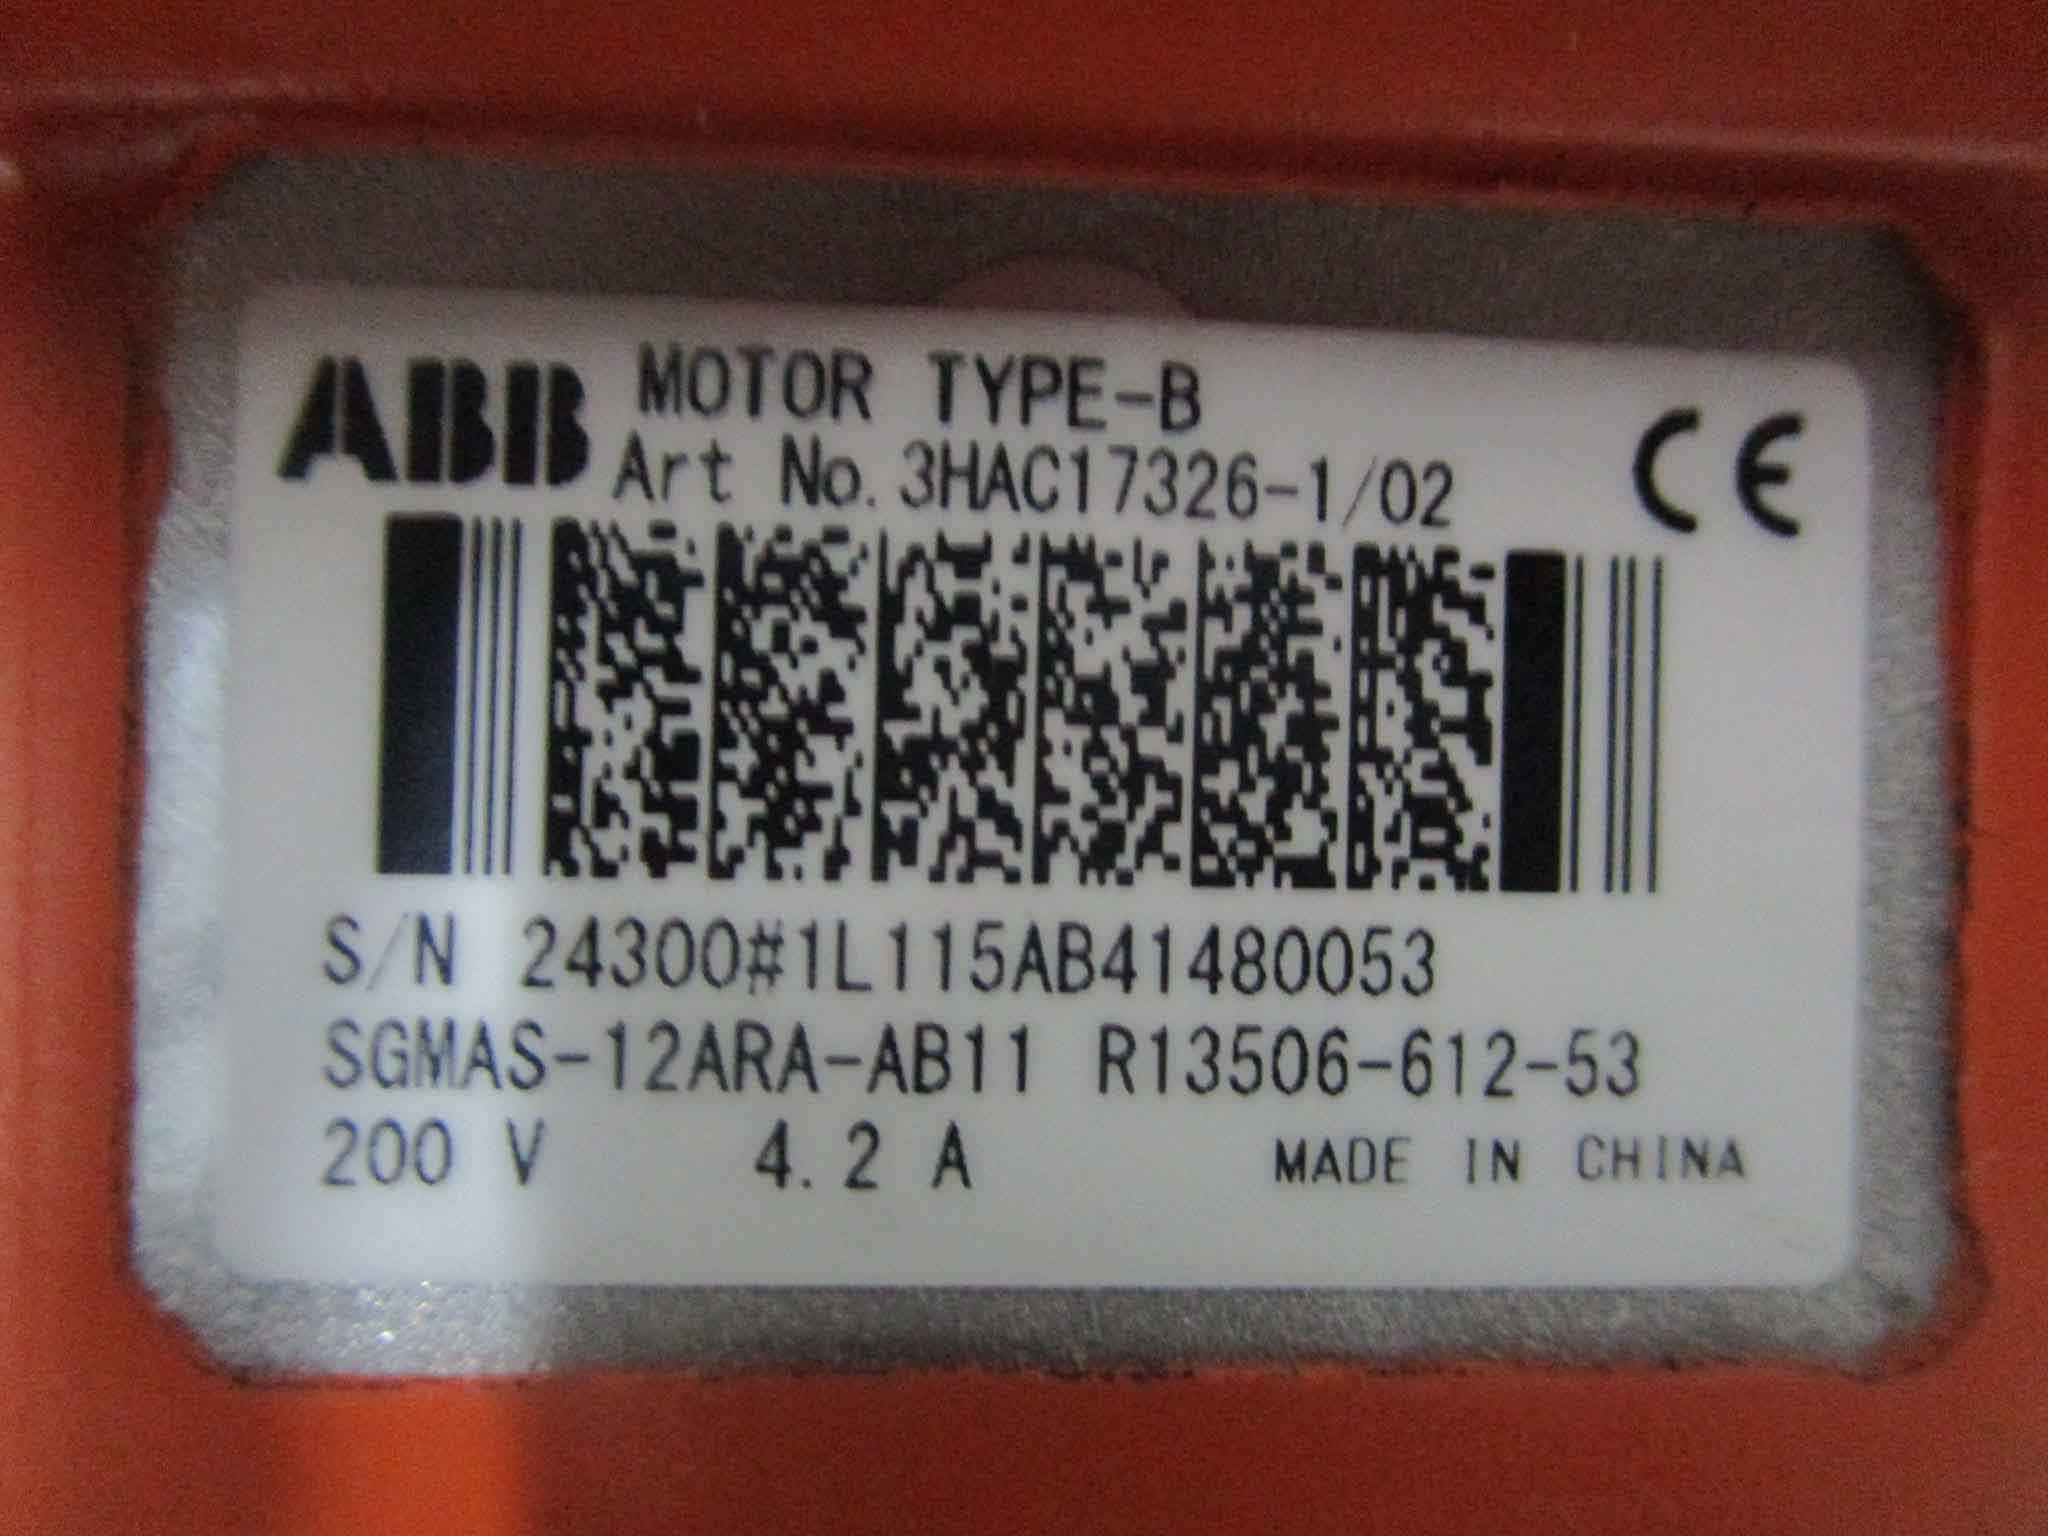 ABB MOTOR TYPE-B
Art No. 3HAC17326-1/02
CE
S/N 24300#1L115AB41480053
SGMAS-12ARA-AB11 R13506-612-53
200 V 4.2 A MADE IN CHINA